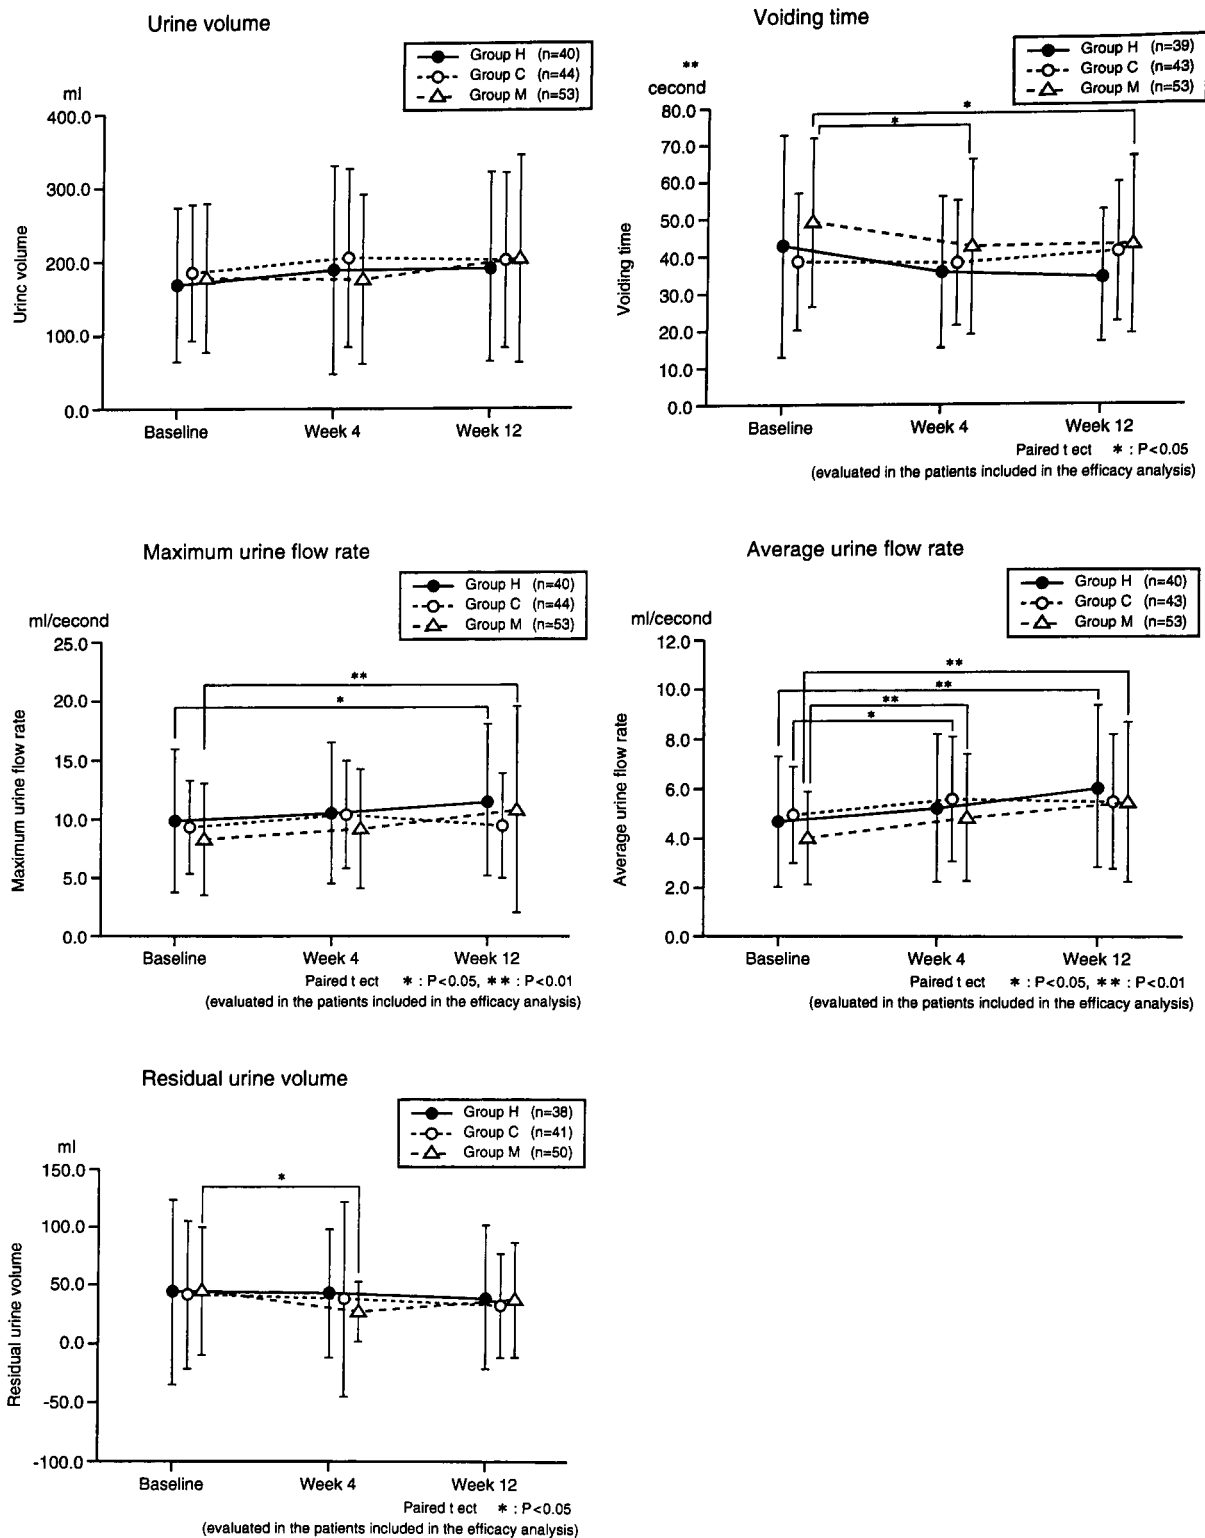 Urine volume
Group H (n=40)
Group C (n=44)
Group M (n=53)
ml
400.0
300.0
200.0
100.0
0.0
Urinc volume
Baseline
Week 4
Week 12
Voiding time
Group H (n=39)
Group C (n=43)
Group M (n=53)
**
cecond
80.0
70.0
60.0
50.0
40.0
30.0
20.0
10.0
0.0
Voiding time
*
*
Baseline
Week 4
Week 12
Paired t ect * : P<0.05
(evaluated in the patients included in the efficacy analysis)
Maximum urine flow rate
Group H (n=40)
Group C (n=44)
Group M (n=53)
ml/cecond
25.0
20.0
15.0
10.0
5.0
0.0
Maximum urine flow rate
**
*
Baseline
Week 4
Week 12
Paired t ect * : P<0.05, ** : P<0.01
(evaluated in the patients included in the efficacy analysis)
Average urine flow rate
Group H (n=40)
Group C (n=43)
Group M (n=53)
ml/cecond
12.0
10.0
8.0
6.0
4.0
2.0
0.0
Average urine flow rate
**
**
**
*
Baseline
Week 4
Week 12
Paired t ect * : P<0.05, ** : P<0.01
(evaluated in the patients included in the efficacy analysis)
Residual urine volume
Group H (n=38)
Group C (n=41)
Group M (n=50)
ml
150.0
100.0
50.0
0.0
-50.0
-100.0
Residual urine volume
*
Baseline
Week 4
Week 12
Paired t ect * : P<0.05
(evaluated in the patients included in the efficacy analysis)